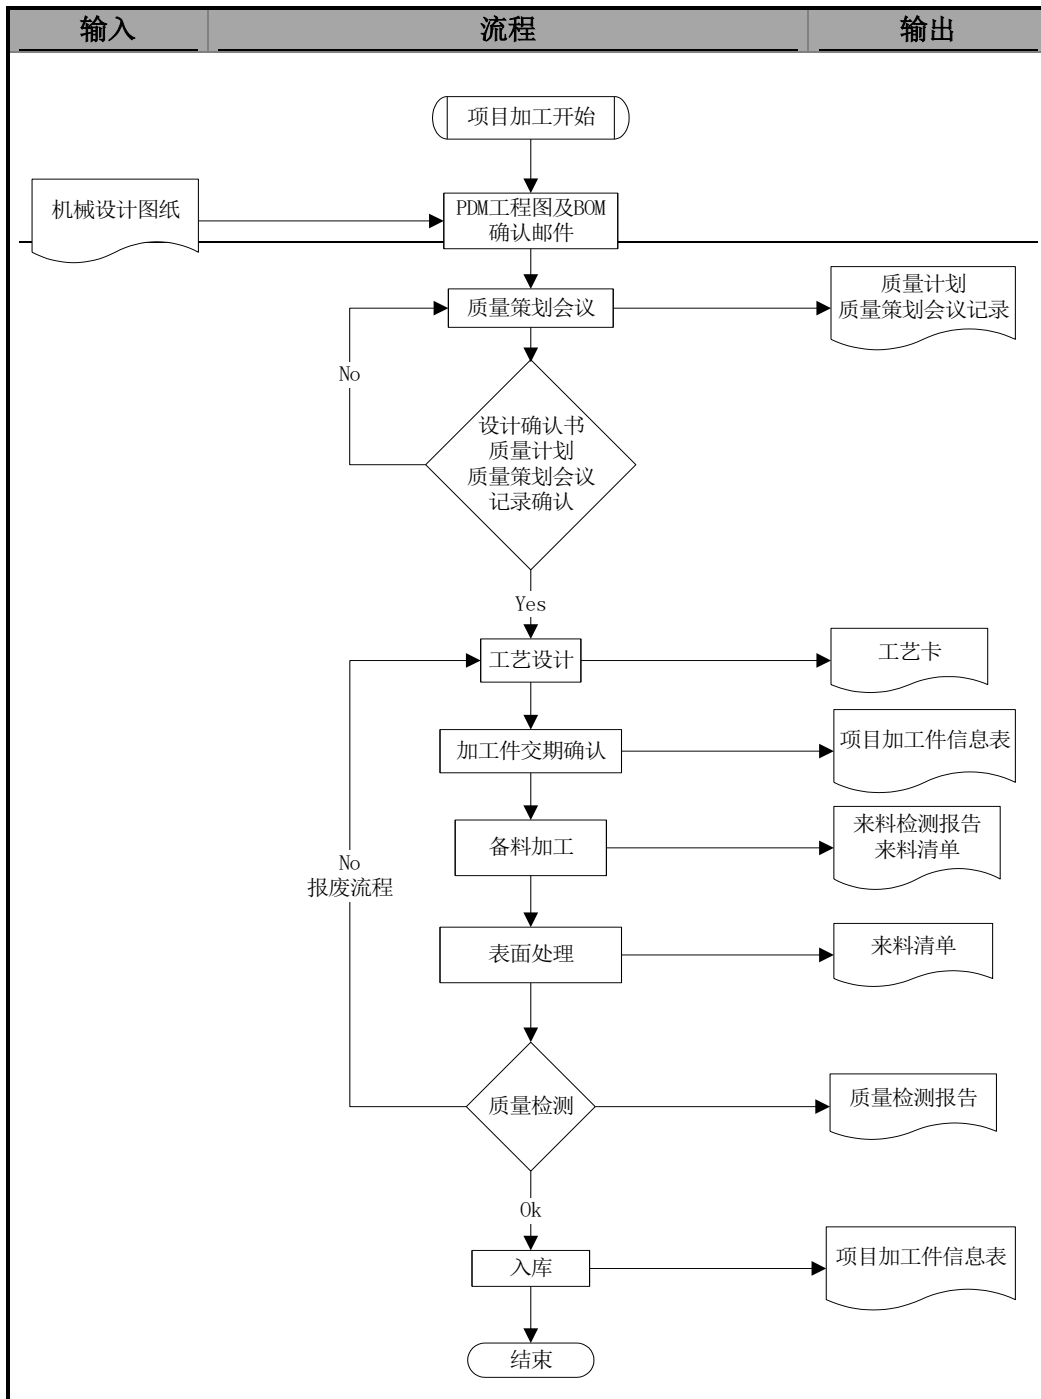 输入
流程
输出
项目加工开始
机械设计图纸
PDM工程图及BOM
确认邮件
质量策划会议
质量计划
质量策划会议记录
No
设计确认书
质量计划
质量策划会议
记录确认
Yes
工艺设计
工艺卡
加工件交期确认
项目加工件信息表
备料加工
来料检测报告
来料清单
No
报废流程
表面处理
来料清单
质量检测
质量检测报告
Ok
入库
项目加工件信息表
结束